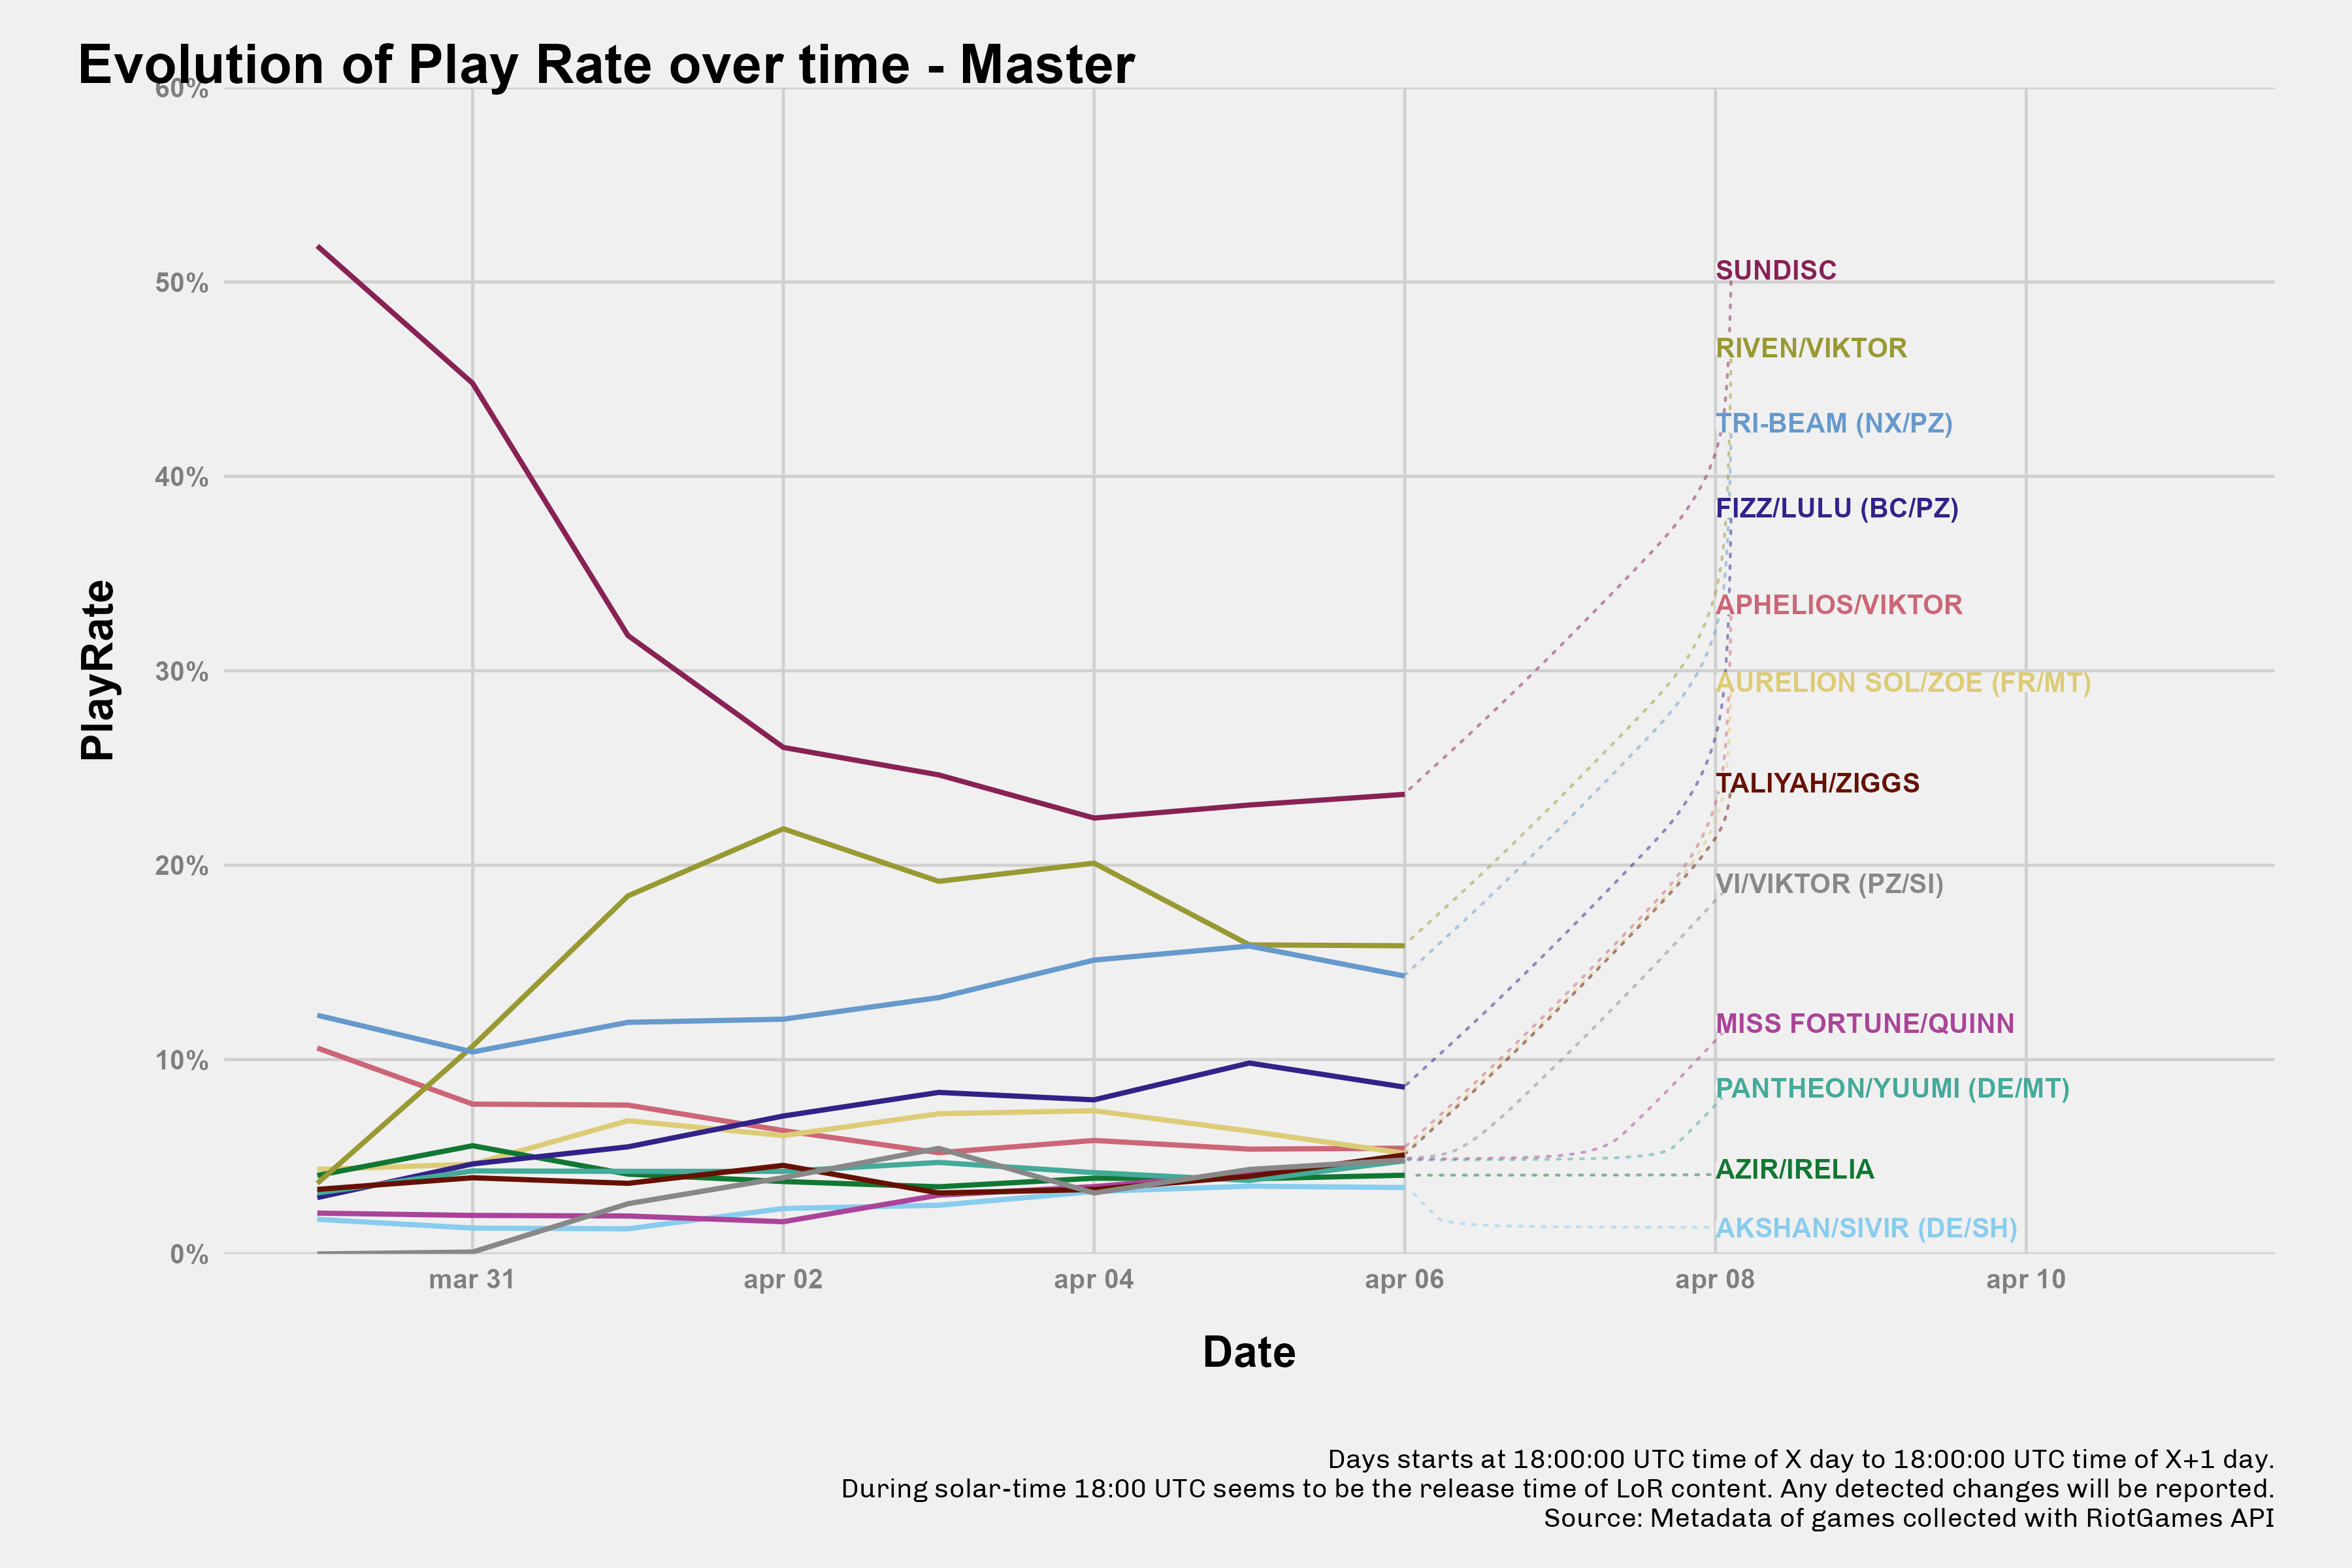 Evolution of Play Rate over time - Master
60%
50%
40%
30%
20%
10%
0%
PlayRate
SUNDISC
RIVEN/VIKTOR
TRI-BEAM (NX/PZ)
FIZZ/LULU (BC/PZ)
APHELIOS/VIKTOR
AURELION SOL/ZOE (FR/MT)
TALIYAH/ZIGGS
VI/VIKTOR (PZ/SI)
MISS FORTUNE/QUINN
PANTHEON/YUUMI (DE/MT)
AZIR/IRELIA
AKSHAN/SIVIR (DE/SH)
mar 31 apr 02 apr 04 apr 06 apr 08 apr 10
Date
Days starts at 18:00:00 UTC time of X day to 18:00:00 UTC time of X+1 day.
During solar-time 18:00 UTC seems to be the release time of LoR content. Any detected changes will be reported.
Source: Metadata of games collected with RiotGames API